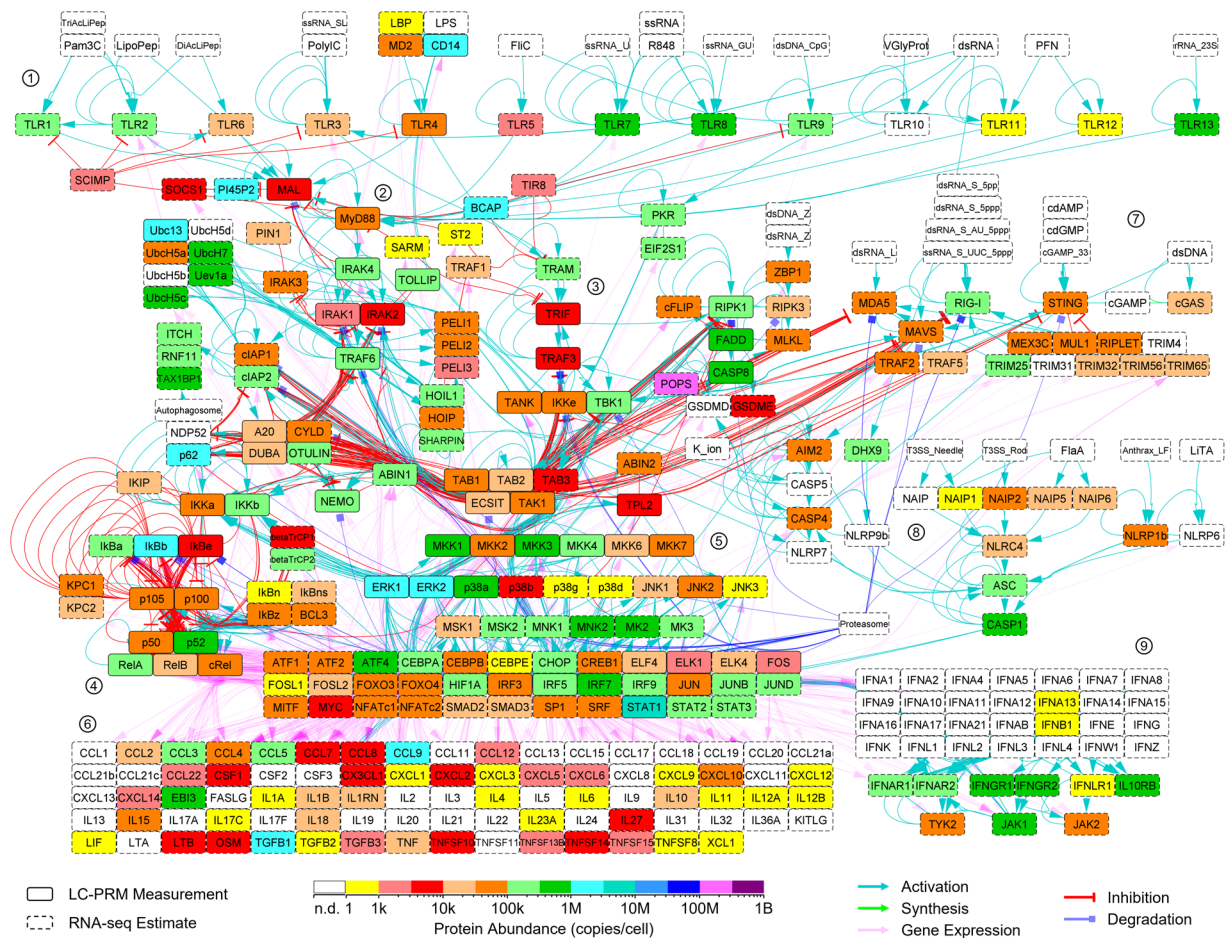 TriAcLiPep ssRNA_SL LBP LPS ssRNA
Pam3C LipoPep DiAcLiPep PolyIC MD2 CD14 FliC ssRNA_U R848 ssRNA_GU dsDNA_CpG VGlyProt dsRNA PFN rRNA_23S
1
TLR1 TLR2 TLR6 TLR3 TLR4 TLR5 TLR7 TLR8 TLR9 TLR10 TLR11 TLR12 TLR13
SCIMP SOCS1 PI45P2 MAL TIR8
2
BCAP
MyD88 PKR
dsRNA_S_5pp
dsRNA_S_5ppp
dsRNA_S_AU_5ppp
ssRNA_S_UUC_5ppp
cdAMP
cdGMP
cGAMP_33
7
dsDNA_Z
dsRNA_Z
dsRNA_L dsDNA
Ubc13 UbcH5d
UbcH5a UbcH7
UbcH5b Uev1a
UbcH5c
PIN1 SARM ST2 EIF2S1
IRAK3 IRAK4 TOLLIP TRAF1 TRAM ZBP1
3
IRAK1 IRAK2 TRIF cFLIP RIPK1 RIPK3 MDA5 RIG-I STING cGAMP cGAS
FADD MLKL MAVS
PELI1
PELI2
PELI3
ITCH
RNF11
TAX1BP1
cIAP1
cIAP2
TRAF6 TRAF3 CASP8 TRAF2 TRAF5
MEX3C MUL1 RIPLET TRIM4
TRIM25 TRIM31 TRIM32 TRIM56 TRIM65
POPS
GSDMD GSDME
HOIL1
HOIP
SHARPIN
TANK IKKe TBK1
Autophagosome
NDP52
p62
A20 CYLD
DUBA OTULIN
K_ion
AIM2 DHX9
T3SS_Needle T3SS_Rod FlaA Anthrax_LF LiTA
ABIN1 ABIN2
TAB1 TAB2 TAB3
ECSIT TAK1
TPL2
CASP5
CASP4
NLRP7
NLRP9b
8
NAIP NAIP1 NAIP2 NAIP5 NAIP6
NLRP1b NLRP6
NLRC4
ASC
CASP1
IKIP
IKKa IKKb NEMO
IkBa IkBb IkBe
betaTrCP1
betaTrCP2
MKK1 MKK2 MKK3 MKK4 MKK6 MKK7
5
KPC1
KPC2
p105 p100
IkBn IkBns
IkBz BCL3
ERK1 ERK2 p38a p38b p38g p38d JNK1 JNK2 JNK3
MSK1 MSK2 MNK1 MNK2 MK2 MK3
Proteasome
p50 p52
RelA RelB cRel
4
ATF1 ATF2 ATF4 CEBPA CEBPB CEBPE CHOP CREB1 ELF4 ELK1 ELK4 FOS
FOSL1 FOSL2 FOXO3 FOXO4 HIF1A IRF3 IRF5 IRF7 IRF9 JUN JUNB JUND
MITF MYC NFATc1 NFATc2 SMAD2 SMAD3 SP1 SRF STAT1 STAT2 STAT3
9
IFNA1 IFNA2 IFNA4 IFNA5 IFNA6 IFNA7 IFNA8
IFNA9 IFNA10 IFNA11 IFNA12 IFNA13 IFNA14 IFNA15
IFNA16 IFNA17 IFNA21 IFNAB IFNB1 IFNE IFNG
IFNK IFNL1 IFNL2 IFNL3 IFNL4 IFNW1 IFNZ
IFNAR1 IFNAR2 IFNGR1 IFNGR2 IFNLR1 IL10RB
TYK2 JAK1 JAK2
6
CCL1 CCL2 CCL3 CCL4 CCL5 CCL7 CCL8 CCL9 CCL11 CCL12 CCL13 CCL15 CCL17 CCL18 CCL19 CCL20 CCL21a
CCL21b CCL21c CCL22 CSF1 CSF2 CSF3 CX3CL1 CXCL1 CXCL2 CXCL3 CXCL5 CXCL6 CXCL8 CXCL9 CXCL10 CXCL11 CXCL12
CXCL13 CXCL14 EBI3 FASLG IL1A IL1B IL1RN IL2 IL3 IL4 IL5 IL6 IL9 IL10 IL11 IL12A IL12B
IL13 IL15 IL17A IL17C IL17F IL18 IL19 IL20 IL21 IL22 IL23A IL24 IL27 IL31 IL32 IL36A KITLG
LIF LTA LTB OSM TGFB1 TGFB2 TGFB3 TNF TNFSF10 TNFSF11 TNFSF13B TNFSF14 TNFSF15 TNFSF8 XCL1
LC-PRM Measurement
RNA-seq Estimate
n.d. 1 1k 10k 100k 1M 10M 100M 1B
Protein Abundance (copies/cell)
Activation
Synthesis
Gene Expression
Inhibition
Degradation